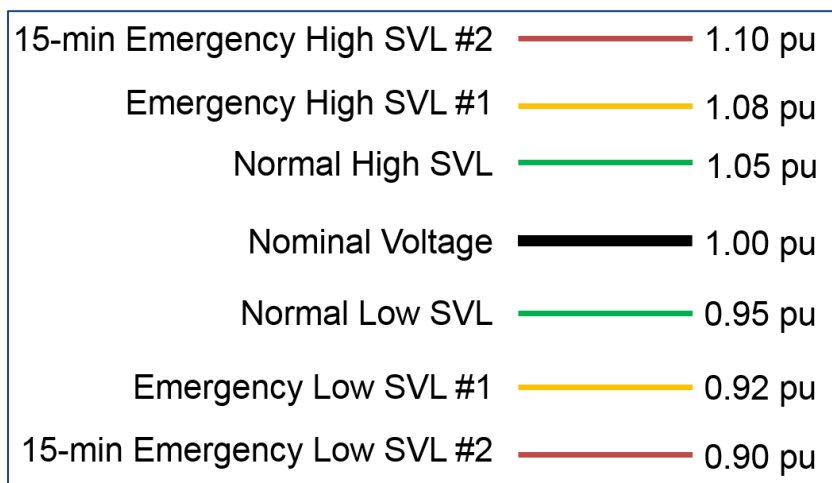 15-min Emergency High SVL #2 1.10 pu
Emergency High SVL #1 1.08 pu
Normal High SVL 1.05 pu
Nominal Voltage 1.00 pu
Normal Low SVL 0.95 pu
Emergency Low SVL #1 0.92 pu
15-min Emergency Low SVL #2 0.90 pu